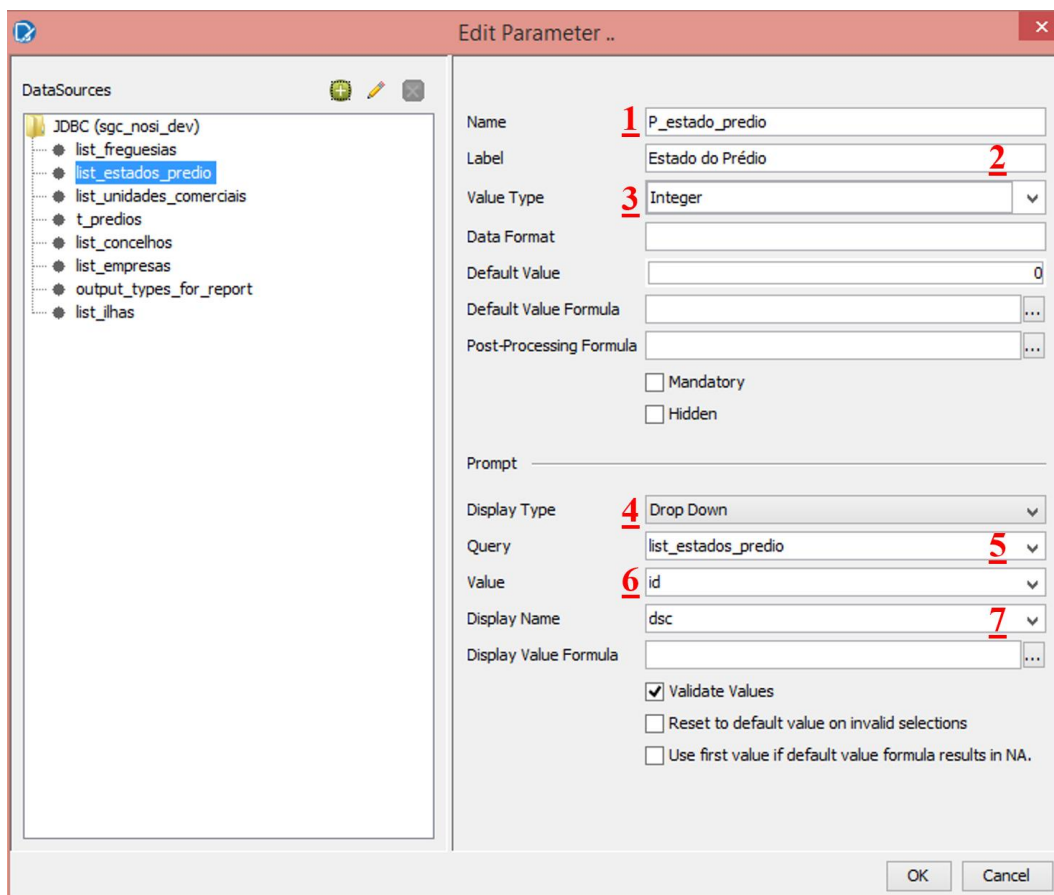 Edit Parameter ..
DataSources
JDBC (sgc_nosi_dev)
list_freguesias
list_estados_predio
list_unidades_comerciais
t_predios
list_concelhos
list_empresas
output_types_for_report
list_ilhas
Name 1 P_estado_predio
Label Estado do Prédio 2
Value Type 3 Integer
Data Format
Default Value 0
Default Value Formula ...
Post-Processing Formula ...
Mandatory
Hidden
Prompt
Display Type 4 Drop Down
Query list_estados_predio 5
Value 6 id
Display Name dsc 7
Display Value Formula ...
Validate Values
Reset to default value on invalid selections
Use first value if default value formula results in NA.
OK Cancel